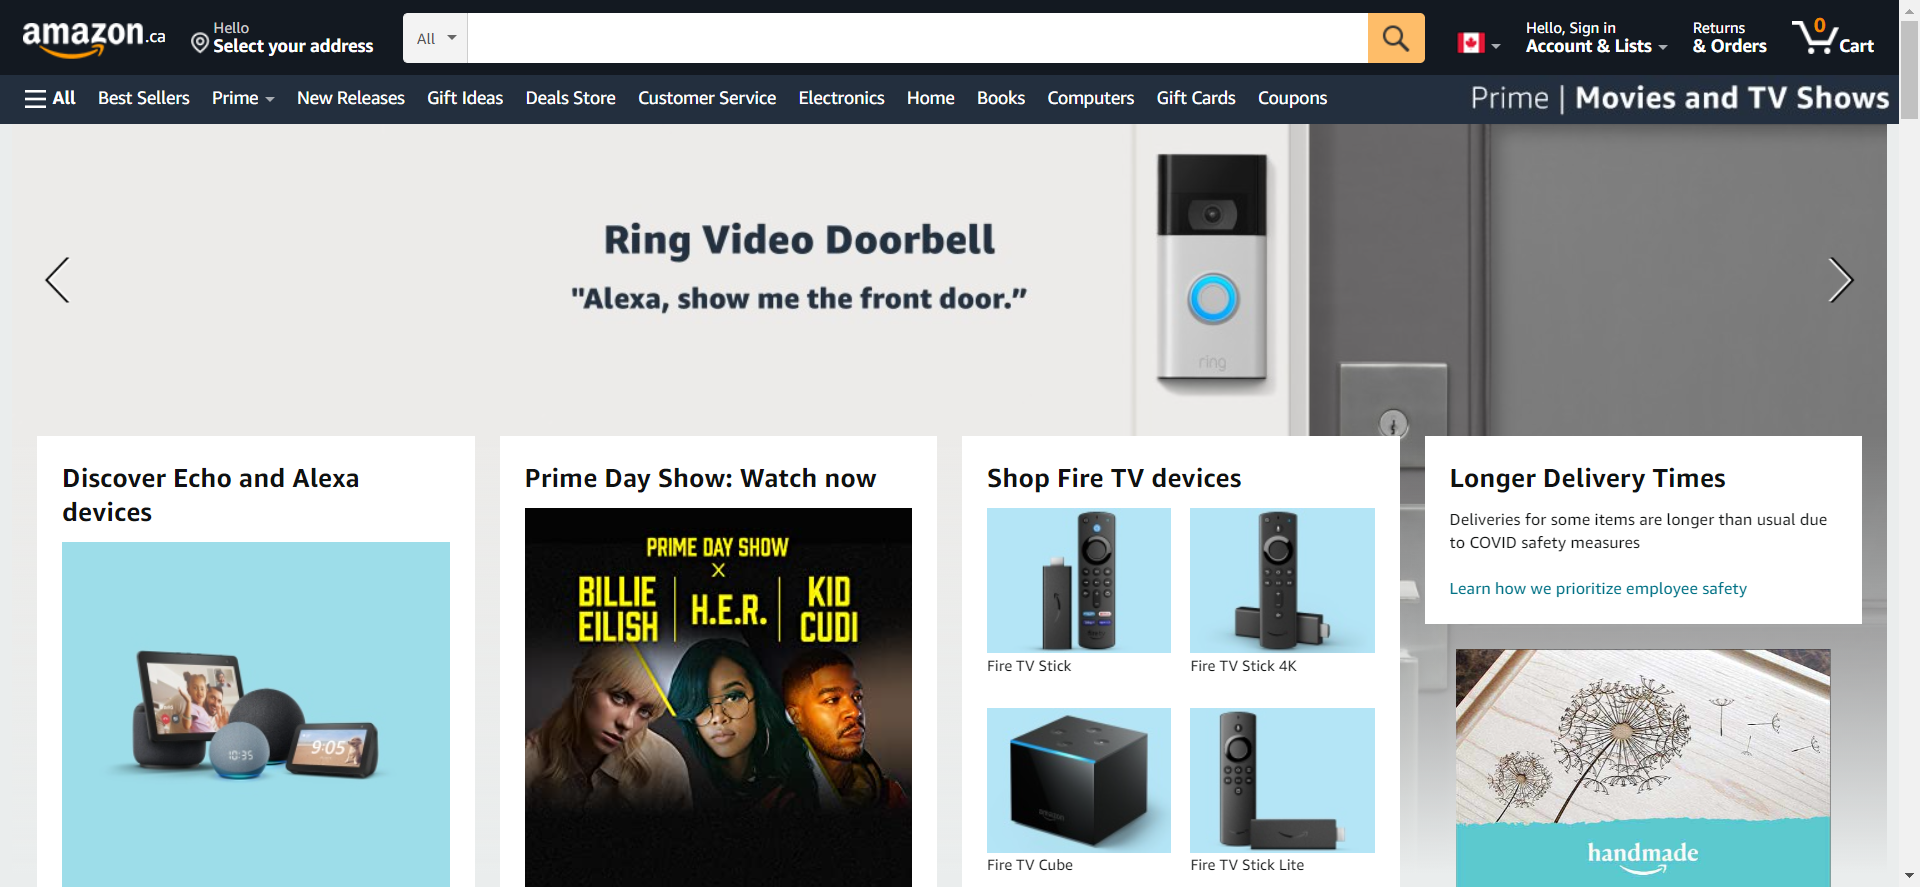 amazon.ca
Hello
Select your address
All
Hello, Sign in
Account & Lists
Returns
& Orders
0
Cart
All
Best Sellers
Prime
New Releases
Gift Ideas
Deals Store
Customer Service
Electronics
Home
Books
Computers
Gift Cards
Coupons
Prime | Movies and TV Shows
Ring Video Doorbell
"Alexa, show me the front door.”
ring
Discover Echo and Alexa
devices
10:35
9:05
Prime Day Show: Watch now
PRIME DAY SHOW
X
BILLIE
EILISH
H.E.R.
KID
CUDI
Shop Fire TV devices
Fire TV Stick
Fire TV Stick 4K
amazon
Fire TV Cube
Fire TV Stick Lite
Longer Delivery Times
Deliveries for some items are longer than usual due
to COVID safety measures
Learn how we prioritize employee safety
handmade